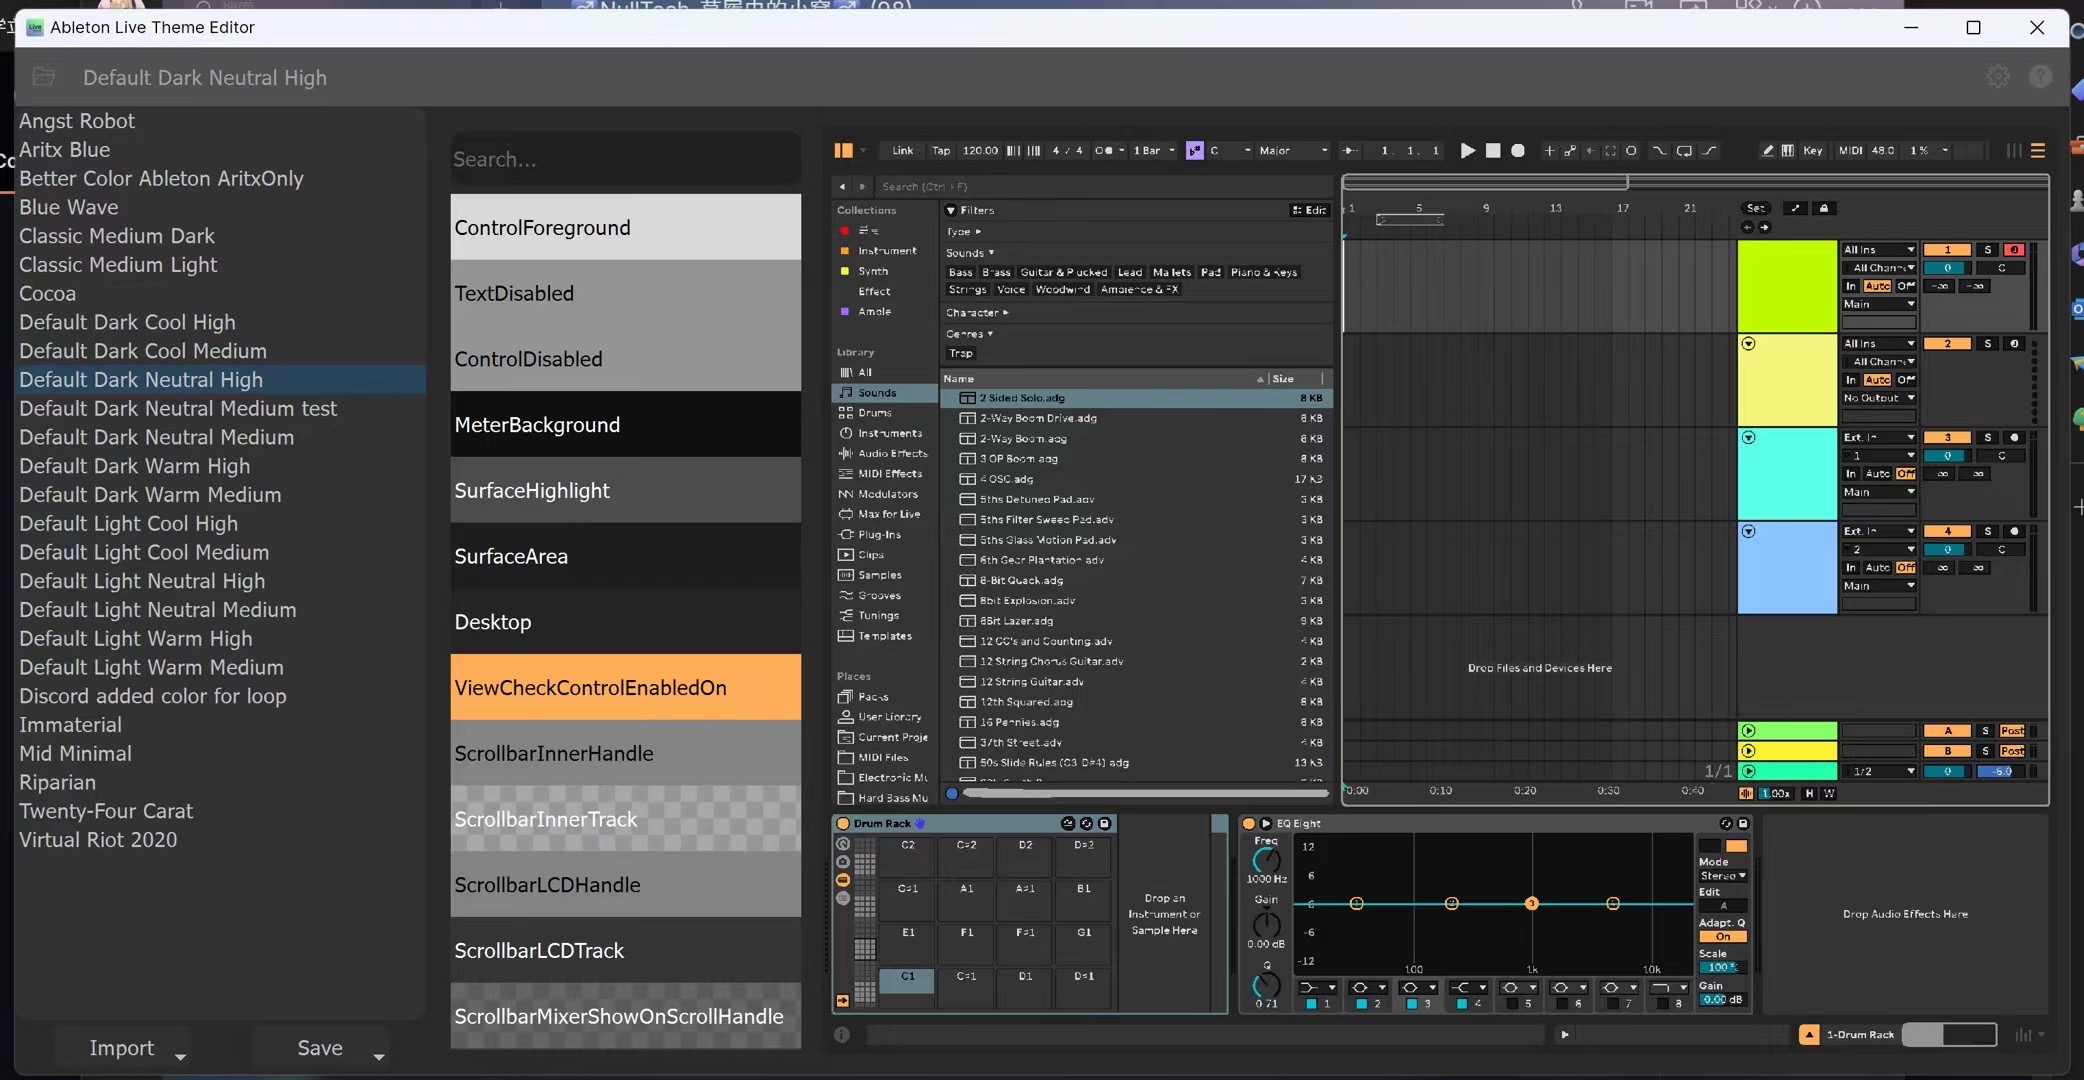 Ableton Live Theme Editor
Default Dark Neutral High
Angst Robot
Aritx Blue
Better Color Ableton AritxOnly
Blue Wave
Classic Medium Dark
Classic Medium Light
Cocoa
Default Dark Cool High
Default Dark Cool Medium
Default Dark Neutral High
Default Dark Neutral Medium test
Default Dark Neutral Medium
Default Dark Warm High
Default Dark Warm Medium
Default Light Cool High
Default Light Cool Medium
Default Light Neutral High
Default Light Neutral Medium
Default Light Warm High
Default Light Warm Medium
Discord added color for loop
Immaterial
Mid Minimal
Riparian
Twenty-Four Carat
Virtual Riot 2020
Import
Save
Search...
ControlForeground
TextDisabled
ControlDisabled
MeterBackground
SurfaceHighlight
SurfaceArea
Desktop
ViewCheckControlEnabledOn
ScrollbarInnerHandle
ScrollbarInnerTrack
ScrollbarLCDHandle
ScrollbarLCDTrack
ScrollbarMixerShowOnScrollHandle
Link Tap 120.00 4 / 4 1 Bar C Major 1. 1. 1 Key MIDI 48.0 1 %
Search (Ctrl + F)
Collections
Instrument
Synth
Effect
Ample
Library
All
Sounds
Drums
Instruments
Audio Effects
MIDI Effects
Modulators
Max for Live
Plug-Ins
Clips
Samples
Grooves
Tunings
Templates
Places
Packs
User Library
Current Proje
MIDI Files
Electronic Mu
Hard Bass Mu
Filters Edit
Type
Sounds
Bass Brass Guitar & Plucked Lead Mallets Pad Piano & Keys
Strings Voice Woodwind Ambience & FX
Character
Genres
Trap
Name Size
2 Sided Solo.adg 8 KB
2-Way Boom Drive.adg 8 KB
2-Way Boom.adg 8 KB
3 OP Boom.adg 8 KB
4 OSC.adg 17 KB
5ths Detuned Pad.adv 3 KB
5ths Filter Sweep Pad.adv 3 KB
5ths Glass Motion Pad.adv 3 KB
6th Gear Plantation.adv 4 KB
8-Bit Quack.adg 7 KB
8bit Explosion.adv 3 KB
8Bit Lazer.adg 9 KB
12 CC's and Counting.adv 4 KB
12 String Chorus Guitar.adv 2 KB
12 String Guitar.adv 4 KB
12th Squared.adg 8 KB
16 Pennies.adg 8 KB
37th Street.adv 4 KB
50s Slide Rules (C3-D#4).adg 13 KB
1 5 9 13 17 21
Set
All Ins 1 S
All Chann 0 C
In Auto Off -∞ -∞
Main
All Ins 2 S
All Chann
In Auto Off
No Output
Ext. In 3 S
1 0 C
In Auto Off -∞ -∞
Main
Ext. In 4 S
2 0 C
In Auto Off -∞ -∞
Main
Drop Files and Devices Here
A S Post
B S Post
1/1
1/2 0 -6.0
0:00 0:10 0:20 0:30 0:40
1.00x H W
Drum Rack
C2 C#2 D2 D#2
G#1 A1 A#1 B1
E1 F1 F#1 G1
C1 C#1 D1 D#1
Drop an
Instrument or
Sample Here
EQ Eight
Freq
1000 Hz
Gain
0.00 dB
Q
0.71
12
6
0
-6
-12
100 1k 10k
1 2 3 4 5 6 7 8
Mode
Stereo
Edit
A
Adapt. Q
On
Scale
100 %
Gain
0.00 dB
Drop Audio Effects Here
1-Drum Rack